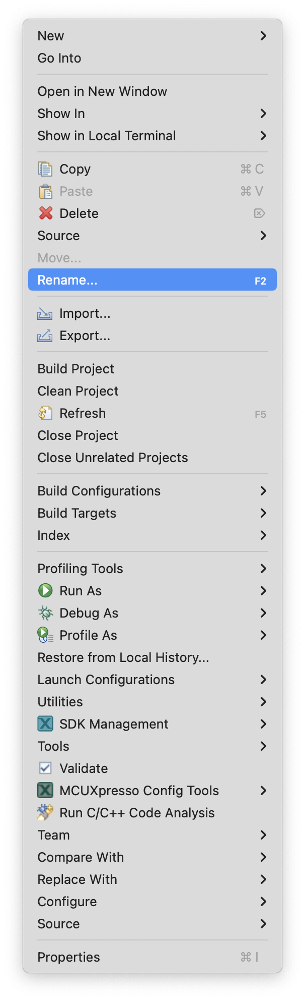 New
Go Into
Open in New Window
Show In
Show in Local Terminal
Copy ⌘ C
Paste ⌘ V
Delete ⌦
Source
Move...
Rename... F2
Import...
Export...
Build Project
Clean Project
Refresh F5
Close Project
Close Unrelated Projects
Build Configurations
Build Targets
Index
Profiling Tools
Run As
Debug As
Profile As
Restore from Local History...
Launch Configurations
Utilities
SDK Management
Tools
Validate
MCUXpresso Config Tools
Run C/C++ Code Analysis
Team
Compare With
Replace With
Configure
Source
Properties ⌘ I